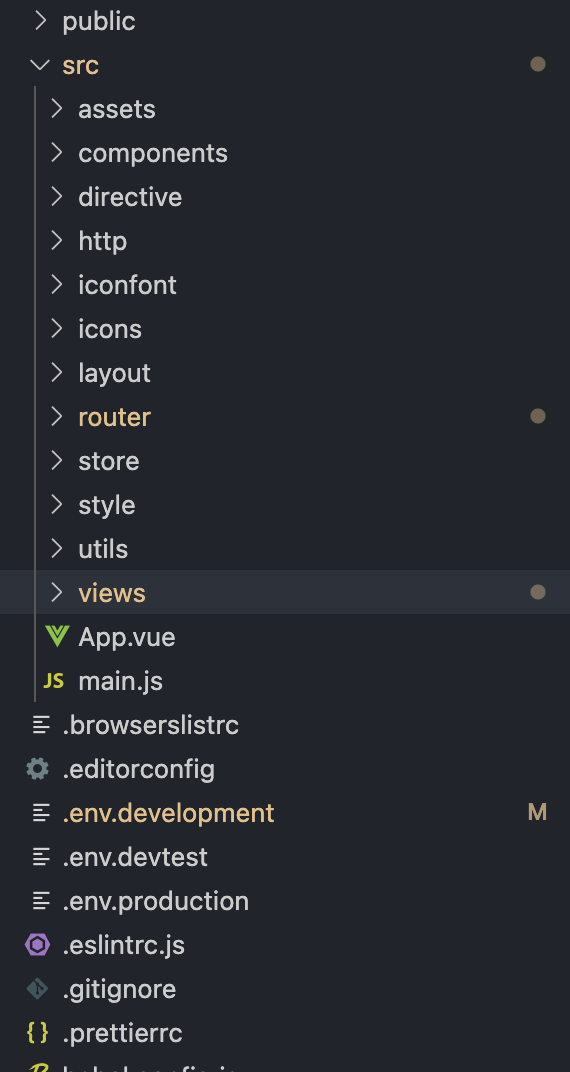 public
src
assets
components
directive
http
iconfont
icons
layout
router
store
style
utils
views
App.vue
JS main.js
.browserslistrc
.editorconfig
.env.development M
.env.devtest
.env.production
.eslintrc.js
.gitignore
{ } .prettierrc